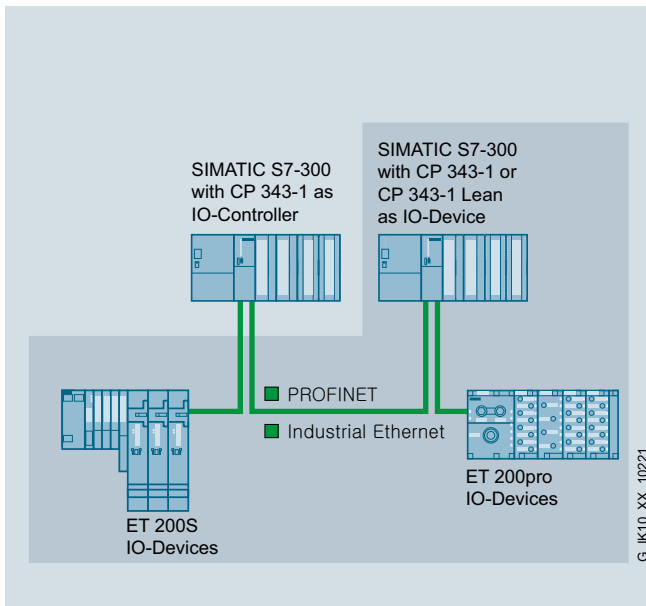 SIMATIC S7-300
with CP 343-1 as
IO-Controller
SIMATIC S7-300
with CP 343-1 or
CP 343-1 Lean
as IO-Device
PROFINET
Industrial Ethernet
ET 200S
IO-Devices
ET 200pro
IO-Devices
G_IK10_XX_10221